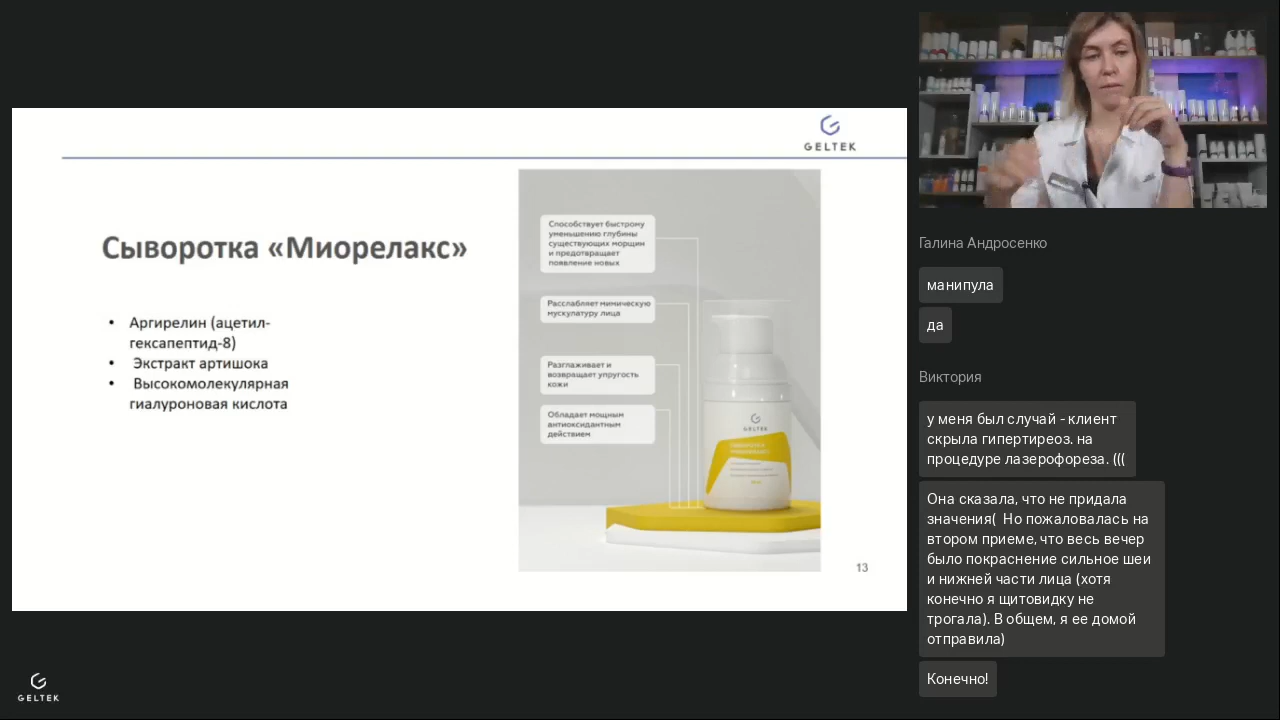 GELTEK
Сыворотка «Миорелакс»
• Аргирелин (ацетил-
гексапептид-8)
• Экстракт артишока
• Высокомолекулярная
гиалуроновая кислота
Способствует быстрому
уменьшению глубины
существующих морщин
и предотвращает
появление новых
Расслабляет мимическую
мускулатуру лица
Разглаживает и
возвращает упругость
кожи
Обладает мощным
антиоксидантным
действием
GELTEK
13
GELTEK
Галина Андросенко
манипула
да
Виктория
у меня был случай - клиент
скрыла гипертиреоз. на
процедуре лазерофореза. (((
Она сказала, что не придала
значения( Но пожаловалась на
втором приеме, что весь вечер
было покраснение сильное шеи
и нижней части лица (хотя
конечно я щитовидку не
трогала). В общем, я ее домой
отправила)
Конечно!